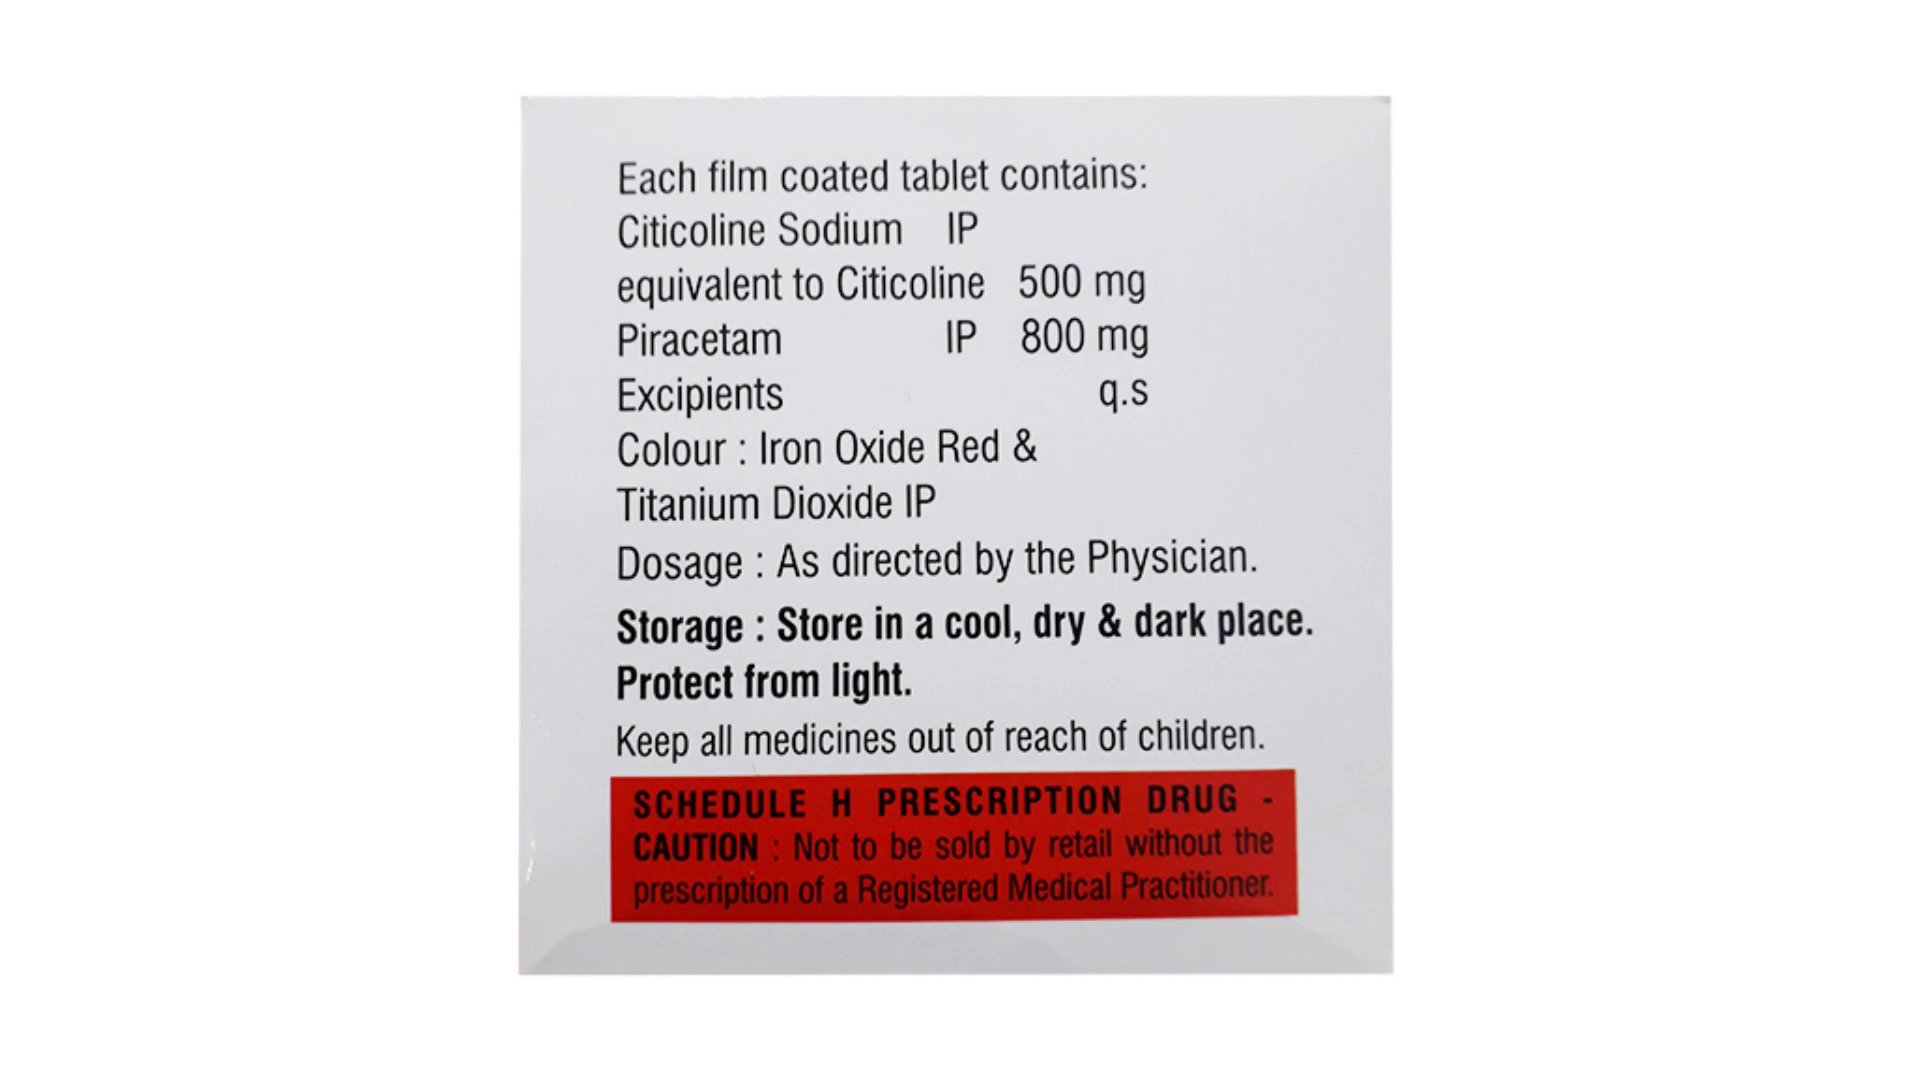 Each film coated tablet contains:
Citicoline Sodium IP
equivalent to Citicoline 500 mg
Piracetam IP 800 mg
Excipients q.s
Colour : Iron Oxide Red &
Titanium Dioxide IP
Dosage : As directed by the Physician.
Storage : Store in a cool, dry & dark place.
Protect from light.
Keep all medicines out of reach of children.
SCHEDULE H PRESCRIPTION DRUG -
CAUTION : Not to be sold by retail without the
prescription of a Registered Medical Practitioner.